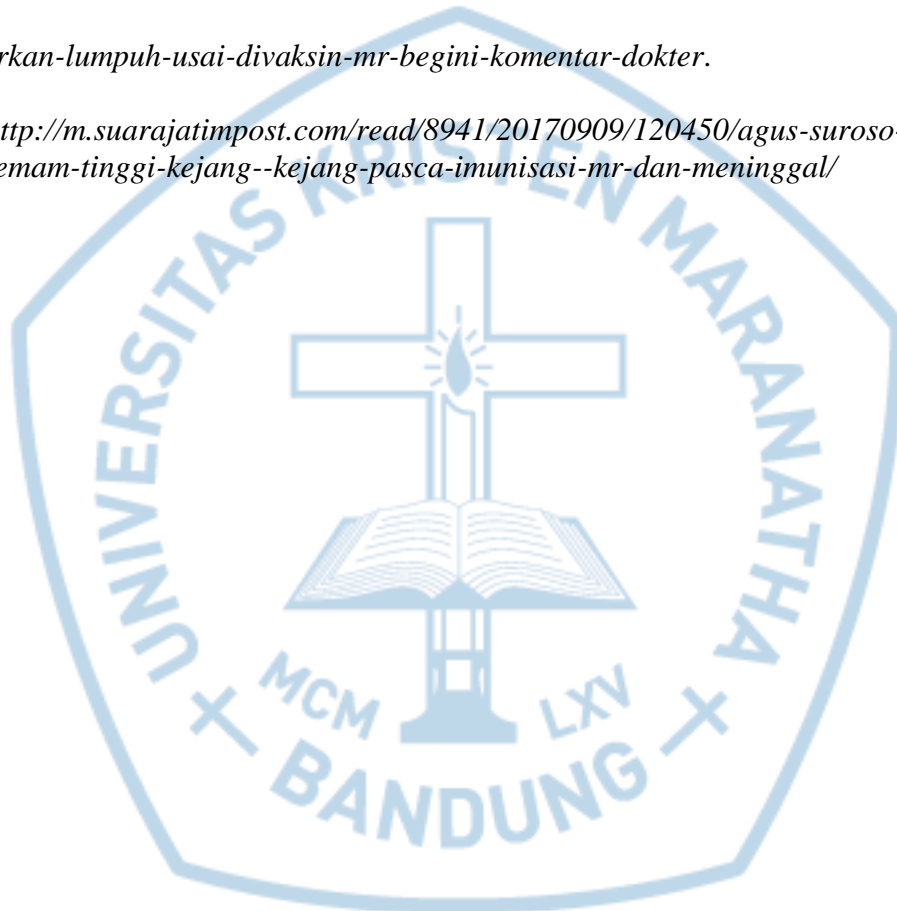 rkan-lumpuh-usai-divaksin-mr-begini-komentar-dokter.
ttp://m.suarajatimpost.com/read/8941/20170909/120450/agus-suroso-
emam-tinggi-kejang--kejang-pasca-imunisasi-mr-dan-meninggal/
UNIVERSITAS KRISTEN MARANATHA
MCM LXV
BANDUNG